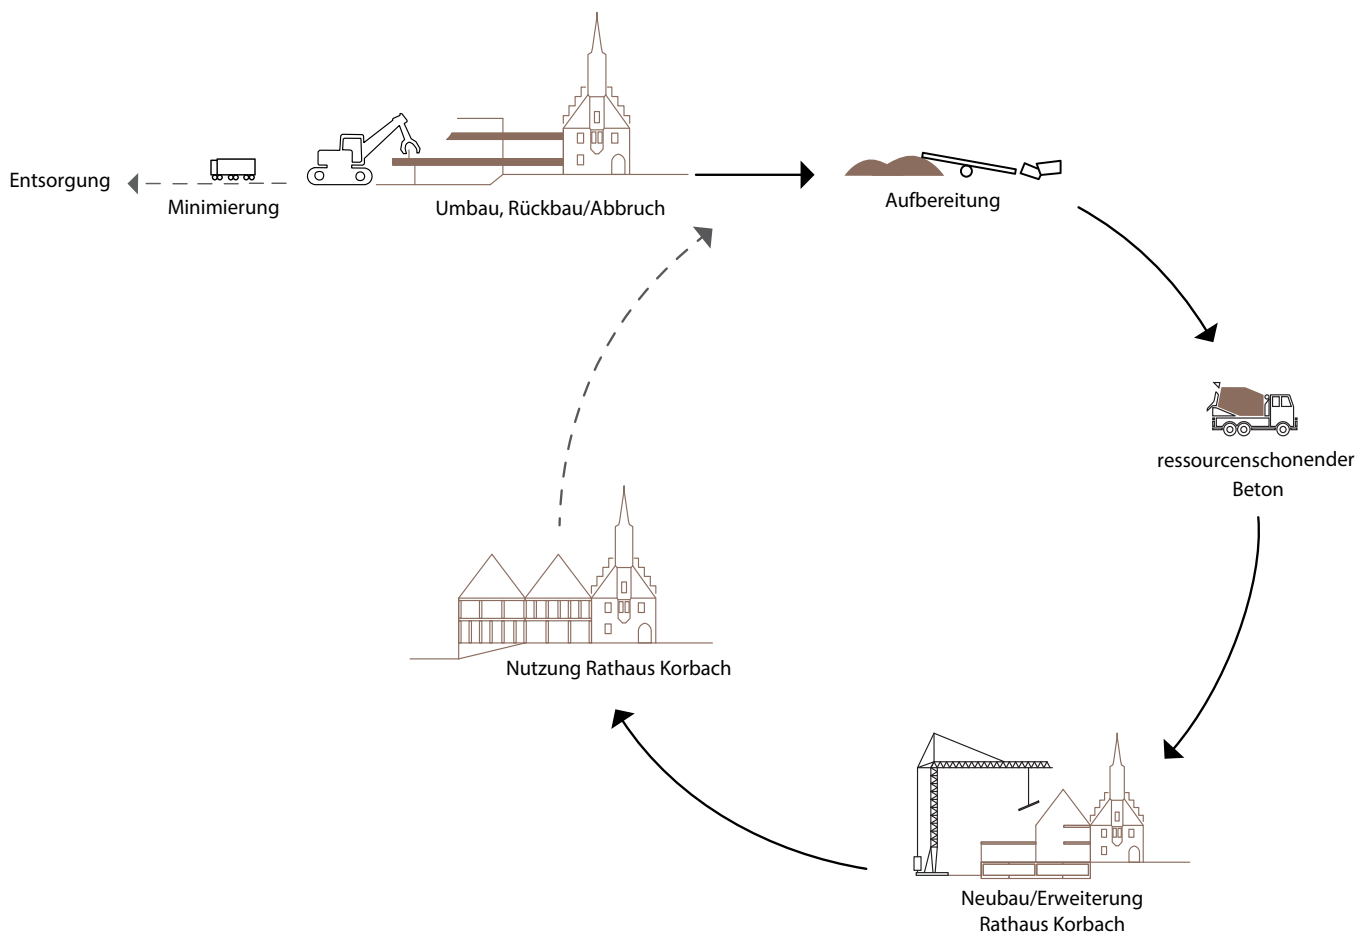 Entsorgung
Minimierung
Umbau, Rückbau/Abbruch
Aufbereitung
ressourcenschonender
Beton
Nutzung Rathaus Korbach
Neubau/Erweiterung
Rathaus Korbach